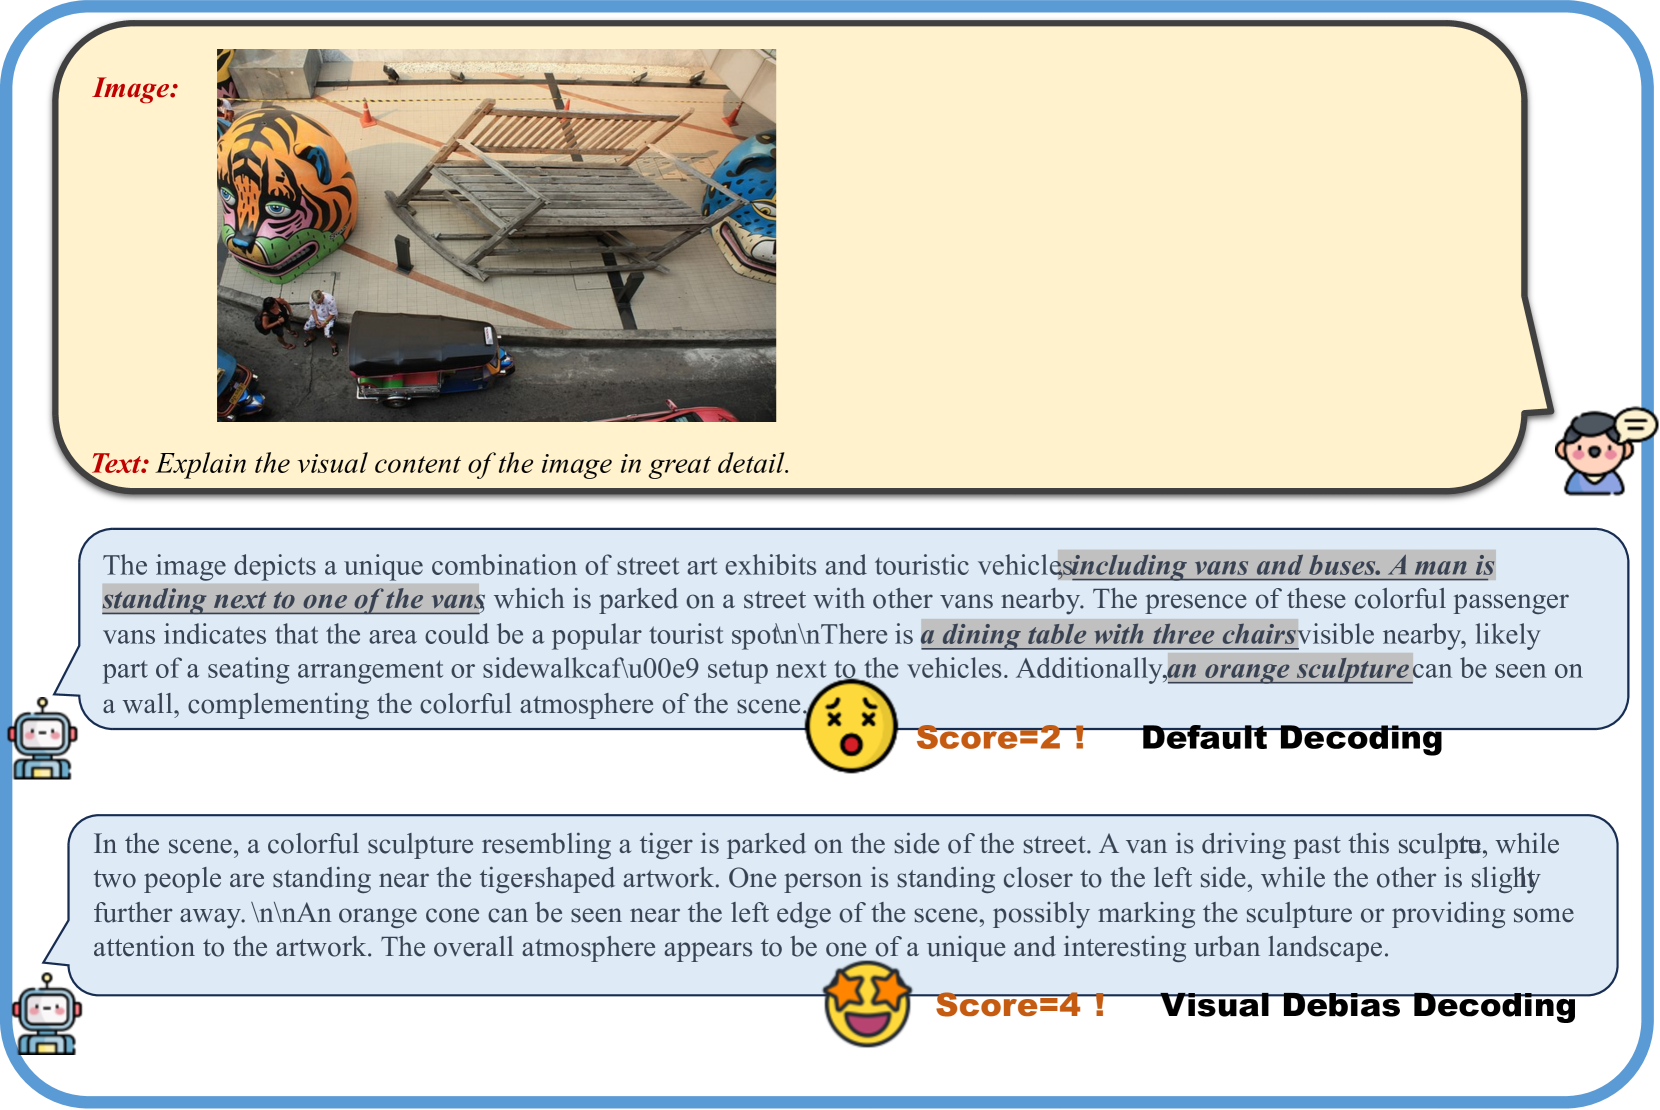 Image:
Text: Explain the visual content of the image in great detail.
The image depicts a unique combination of street art exhibits and touristic vehicles, including vans and buses. A man is
standing next to one of the vans, which is parked on a street with other vans nearby. The presence of these colorful passenger
vans indicates that the area could be a popular tourist spot.\n\nThere is a dining table with three chairs visible nearby, likely
part of a seating arrangement or sidewalk caf\u00e9 setup next to the vehicles. Additionally, an orange sculpture can be seen on
a wall, complementing the colorful atmosphere of the scene.
Score=2 ! Default Decoding
In the scene, a colorful sculpture resembling a tiger is parked on the side of the street. A van is driving past this sculpture, while
two people are standing near the tiger-shaped artwork. One person is standing closer to the left side, while the other is slightly
further away. \n\nAn orange cone can be seen near the left edge of the scene, possibly marking the sculpture or providing some
attention to the artwork. The overall atmosphere appears to be one of a unique and interesting urban landscape.
Score=4 ! Visual Debias Decoding